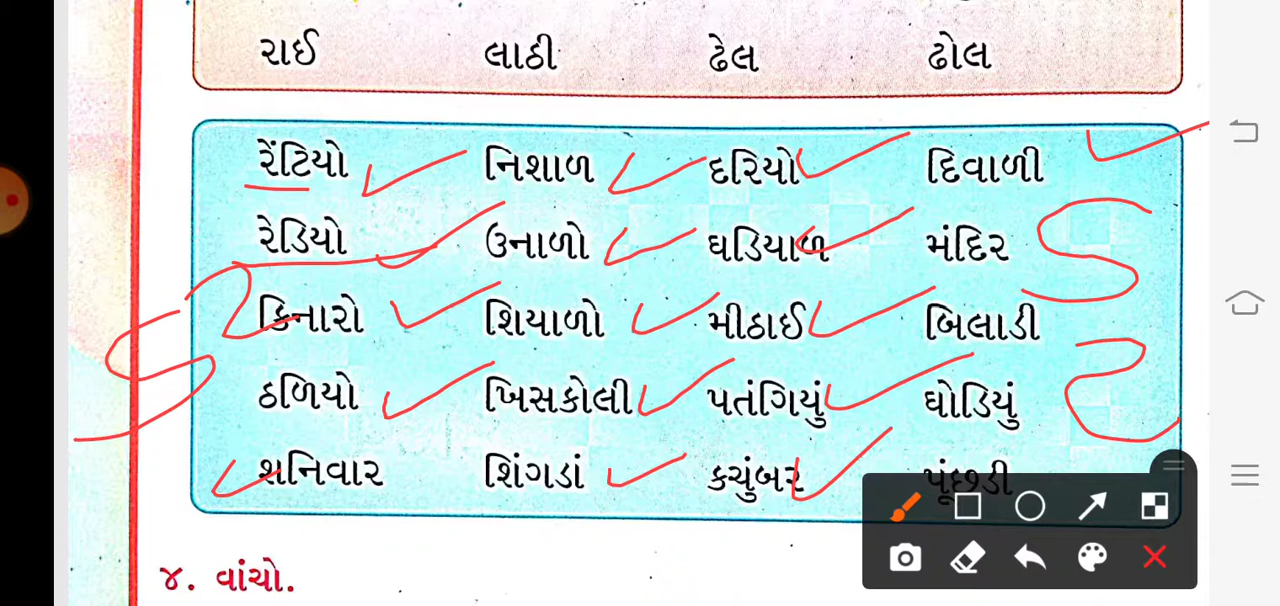 રાઈ લાઠી ઢેલ ઢોલ
રેંટિયો નિશાળ દરિયો દિવાળી
રેડિયો ઉનાળો ઘડિયાળ મંદિર
કિનારો શિયાળો મીઠાઈ બિલાડી
ઠળિયો ખિસકોલી પતંગિયું ઘોડિયું
શનિવાર શિંગડાં કચુંબર પૂંછડી
૪. વાંચો.